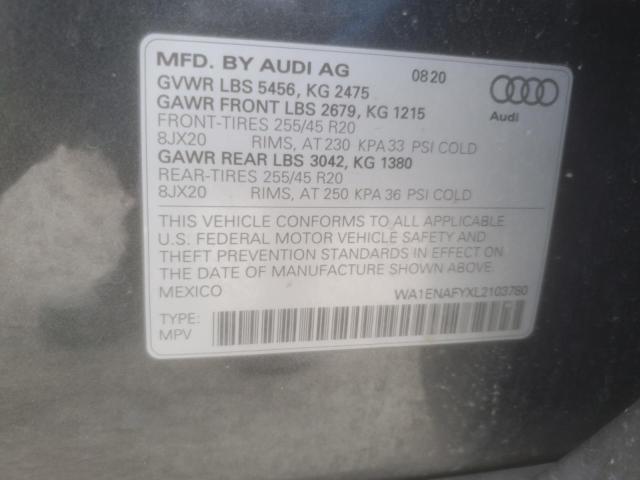 MFD. BY AUDI AG 08 20
GVWR LBS 5456, KG 2475
GAWR FRONT LBS 2679, KG 1215
FRONT-TIRES 255/45 R20
8JX20 RIMS, AT 230 KPA 33 PSI COLD
GAWR REAR LBS 3042, KG 1380
REAR-TIRES 255/45 R20
8JX20 RIMS, AT 250 KPA 36 PSI COLD
Audi
THIS VEHICLE CONFORMS TO ALL APPLICABLE
U.S. FEDERAL MOTOR VEHICLE SAFETY AND
THEFT PREVENTION STANDARDS IN EFFECT ON
THE DATE OF MANUFACTURE SHOWN ABOVE.
MEXICO WA1ENAFYXL2103780
TYPE:
MPV